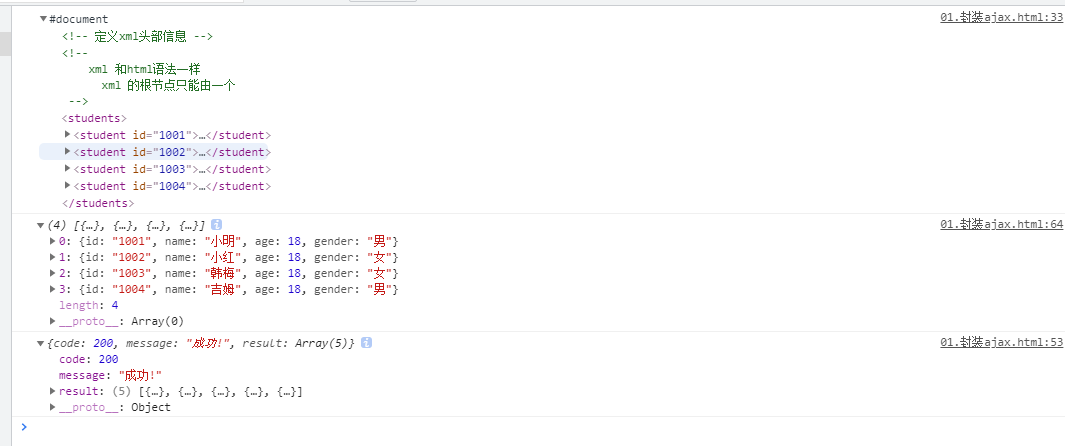 #document
01.封装ajax.html:33
<!-- 定义xml头部信息 -->
<!--
xml 和html语法一样
xml 的根节点只能由一个
-->
<students>
<student id="1001">…</student>
<student id="1002">…</student>
<student id="1003">…</student>
<student id="1004">…</student>
</students>
(4) [{…}, {…}, {…}, {…}] i
01.封装ajax.html:64
0: {id: "1001", name: "小明", age: 18, gender: "男"}
1: {id: "1002", name: "小红", age: 18, gender: "女"}
2: {id: "1003", name: "韩梅", age: 18, gender: "女"}
3: {id: "1004", name: "吉姆", age: 18, gender: "男"}
length: 4
__proto__: Array(0)
{code: 200, message: "成功!", result: Array(5)} i
01.封装ajax.html:53
code: 200
message: "成功!"
result: (5) [{…}, {…}, {…}, {…}, {…}]
__proto__: Object